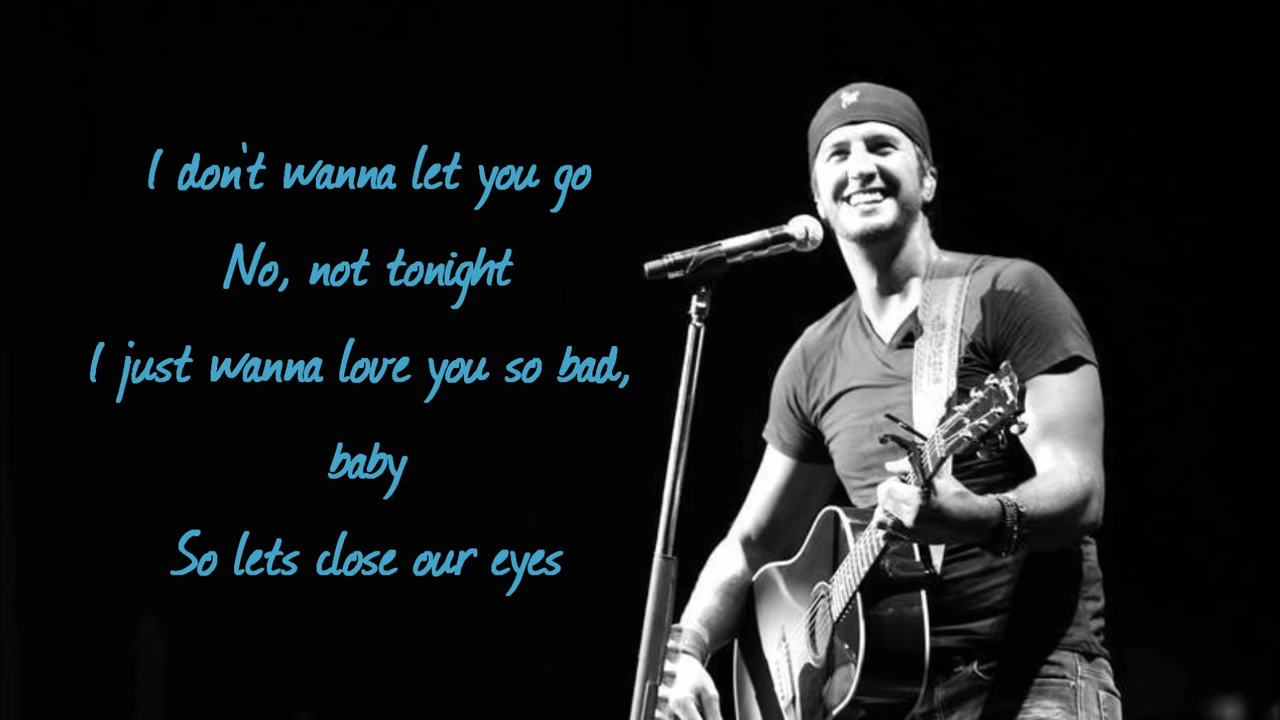 I don't wanna let you go
No, not tonight
I just wanna love you so bad,
baby
So lets close our eyes